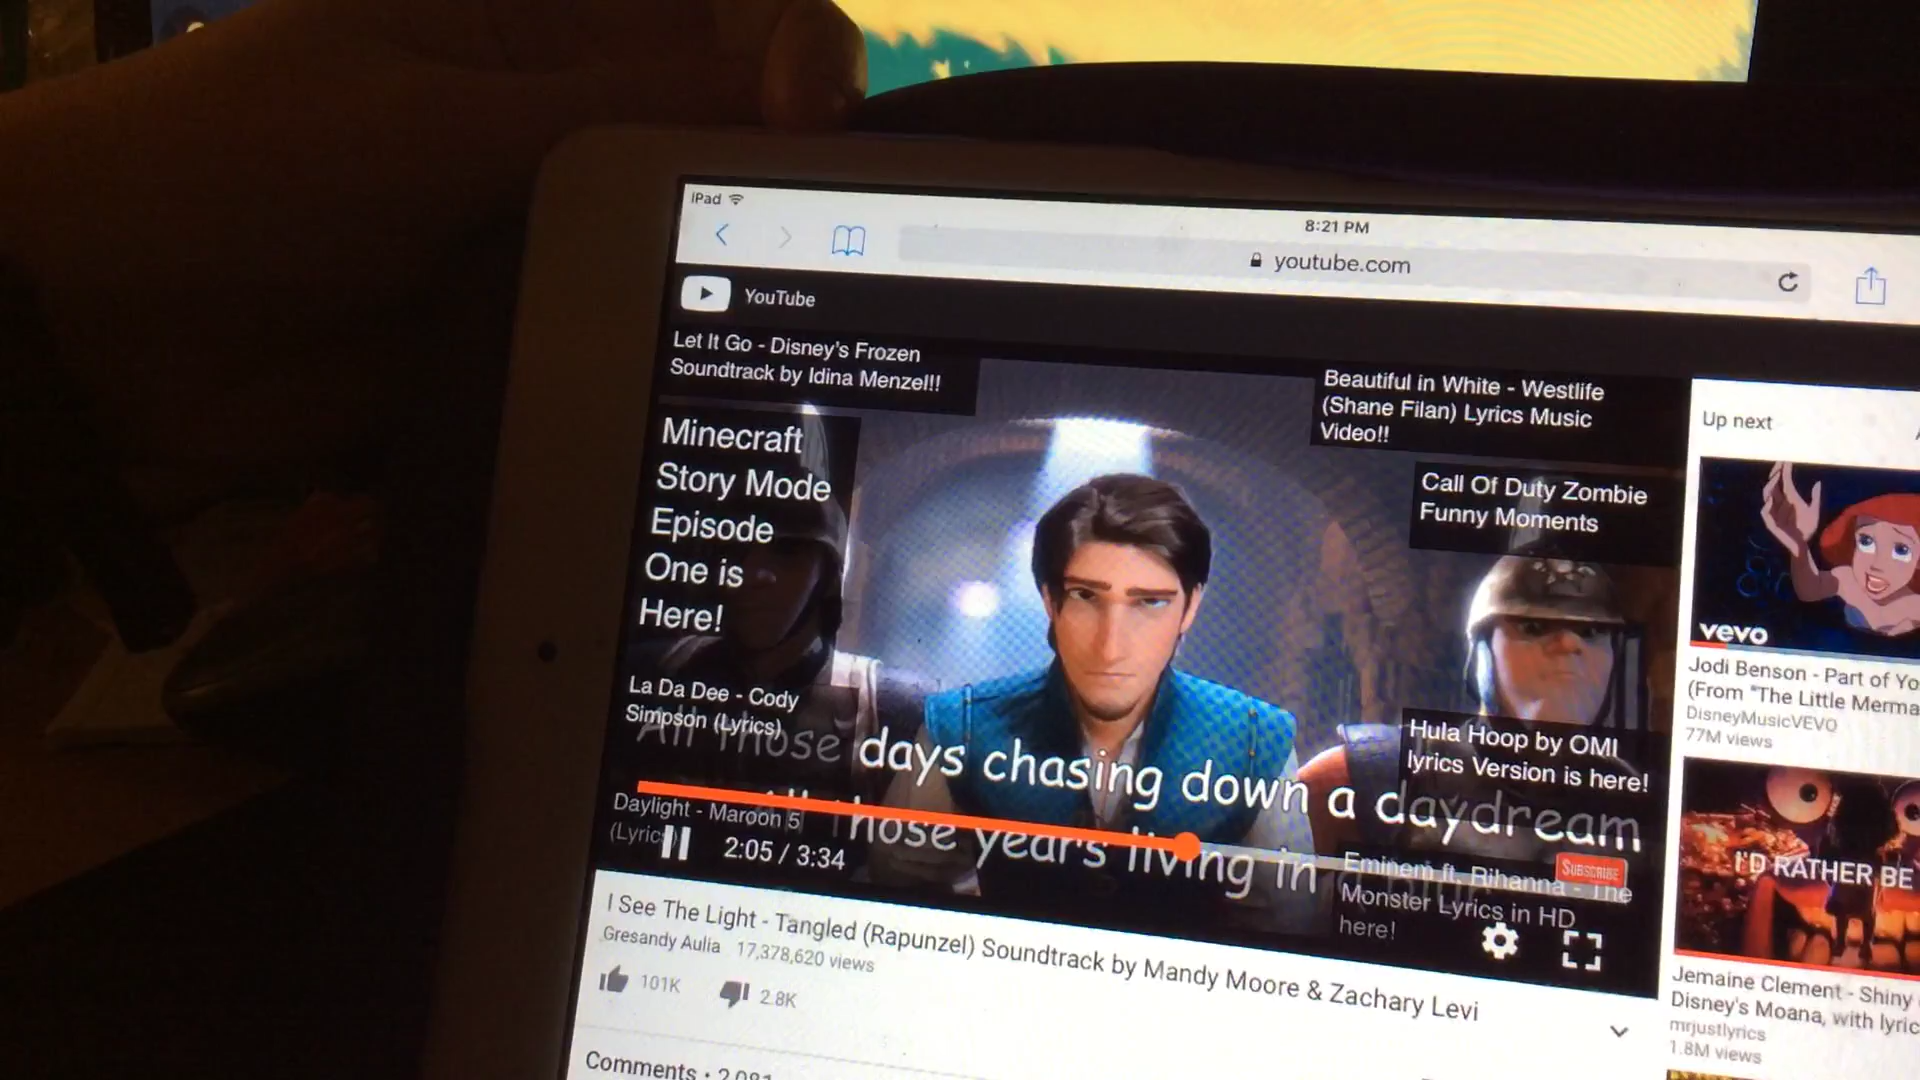 iPad
8:21 PM
youtube.com
YouTube
Let It Go - Disney's Frozen
Soundtrack by Idina Menzel!!
Beautiful in White - Westlife
(Shane Filan) Lyrics Music
Video!!
Up next
Minecraft
Story Mode
Episode
One is
Here!
Call Of Duty Zombie
Funny Moments
vevo
Jodi Benson - Part of Yo
(From "The Little Merma
DisneyMusicVEVO
77M views
La Da Dee - Cody
Simpson (Lyrics)
Hula Hoop by OMI
lyrics Version is here!
All those days chasing down a daydream
Daylight - Maroon 5
(Lyric
All those years living in
2:05 / 3:34
Eminem ft. Rihanna - The
Monster Lyrics in HD
here!
SUBSCRIBE
I'D RATHER BE
I See The Light - Tangled (Rapunzel) Soundtrack by Mandy Moore & Zachary Levi
Gresandy Aulia 17,378,620 views
101K 2.8K
Jemaine Clement - Shiny
Disney's Moana, with lyric
mrjustlyrics
1.8M views
Comments • 2,081